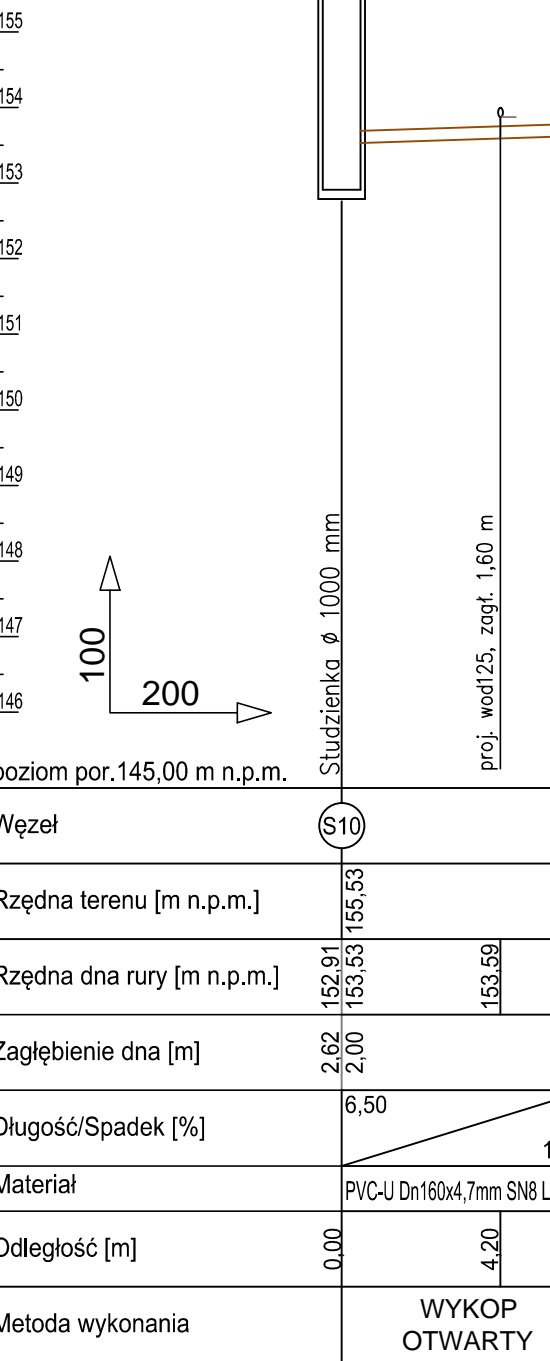 155
154
153
152
151
150
149
148
147
146
100
200
Studzienka ϕ 1000 mm
proj. wod125, zagł. 1,60 m
poziom por.145,00 m n.p.m.
Węzeł
S10
Rzędna terenu [m n.p.m.]
155,53
Rzędna dna rury [m n.p.m.]
152,91
153,53
153,59
Zagłębienie dna [m]
2,62
2,00
Długość/Spadek [%]
6,50
1
Materiał
PVC-U Dn160x4,7mm SN8 L
Odległość [m]
0,00
4,20
Metoda wykonania
WYKOP
OTWARTY